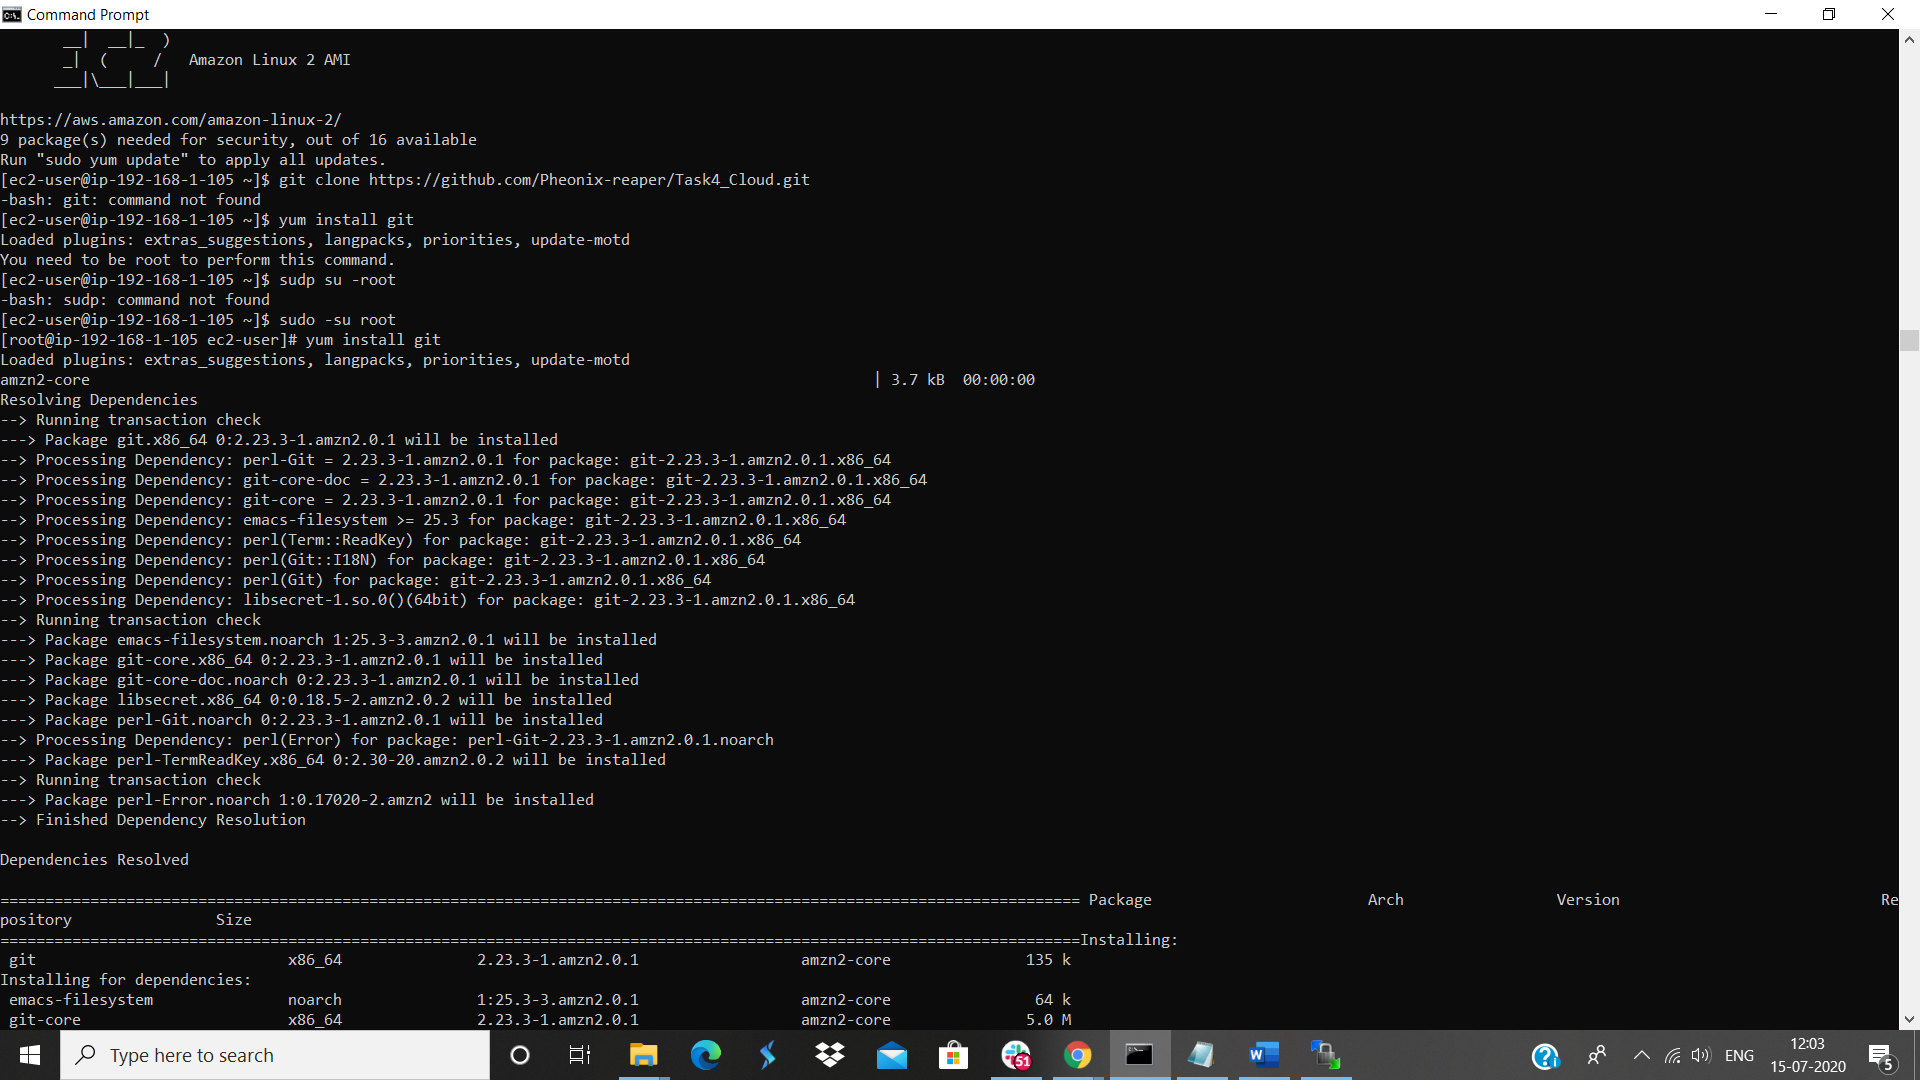 Command Prompt
__| __|_ )
_| ( / Amazon Linux 2 AMI
___|\___|___|
https://aws.amazon.com/amazon-linux-2/
9 package(s) needed for security, out of 16 available
Run "sudo yum update" to apply all updates.
[ec2-user@ip-192-168-1-105 ~]$ git clone https://github.com/Pheonix-reaper/Task4_Cloud.git
-bash: git: command not found
[ec2-user@ip-192-168-1-105 ~]$ yum install git
Loaded plugins: extras_suggestions, langpacks, priorities, update-motd
You need to be root to perform this command.
[ec2-user@ip-192-168-1-105 ~]$ sudp su -root
-bash: sudp: command not found
[ec2-user@ip-192-168-1-105 ~]$ sudo -su root
[root@ip-192-168-1-105 ec2-user]# yum install git
Loaded plugins: extras_suggestions, langpacks, priorities, update-motd
amzn2-core | 3.7 kB 00:00:00
Resolving Dependencies
--> Running transaction check
---> Package git.x86_64 0:2.23.3-1.amzn2.0.1 will be installed
--> Processing Dependency: perl-Git = 2.23.3-1.amzn2.0.1 for package: git-2.23.3-1.amzn2.0.1.x86_64
--> Processing Dependency: git-core-doc = 2.23.3-1.amzn2.0.1 for package: git-2.23.3-1.amzn2.0.1.x86_64
--> Processing Dependency: git-core = 2.23.3-1.amzn2.0.1 for package: git-2.23.3-1.amzn2.0.1.x86_64
--> Processing Dependency: emacs-filesystem >= 25.3 for package: git-2.23.3-1.amzn2.0.1.x86_64
--> Processing Dependency: perl(Term::ReadKey) for package: git-2.23.3-1.amzn2.0.1.x86_64
--> Processing Dependency: perl(Git::I18N) for package: git-2.23.3-1.amzn2.0.1.x86_64
--> Processing Dependency: perl(Git) for package: git-2.23.3-1.amzn2.0.1.x86_64
--> Processing Dependency: libsecret-1.so.0()(64bit) for package: git-2.23.3-1.amzn2.0.1.x86_64
--> Running transaction check
---> Package emacs-filesystem.noarch 1:25.3-3.amzn2.0.1 will be installed
---> Package git-core.x86_64 0:2.23.3-1.amzn2.0.1 will be installed
---> Package git-core-doc.noarch 0:2.23.3-1.amzn2.0.1 will be installed
---> Package libsecret.x86_64 0:0.18.5-2.amzn2.0.2 will be installed
---> Package perl-Git.noarch 0:2.23.3-1.amzn2.0.1 will be installed
--> Processing Dependency: perl(Error) for package: perl-Git-2.23.3-1.amzn2.0.1.noarch
---> Package perl-TermReadKey.x86_64 0:2.30-20.amzn2.0.2 will be installed
--> Running transaction check
---> Package perl-Error.noarch 1:0.17020-2.amzn2 will be installed
--> Finished Dependency Resolution
Dependencies Resolved
======================================================================================================================== Package Arch Version Re
pository Size
========================================================================================================================Installing:
git x86_64 2.23.3-1.amzn2.0.1 amzn2-core 135 k
Installing for dependencies:
emacs-filesystem noarch 1:25.3-3.amzn2.0.1 amzn2-core 64 k
git-core x86_64 2.23.3-1.amzn2.0.1 amzn2-core 5.0 M
Type here to search
51
ENG
12:03
15-07-2020
5